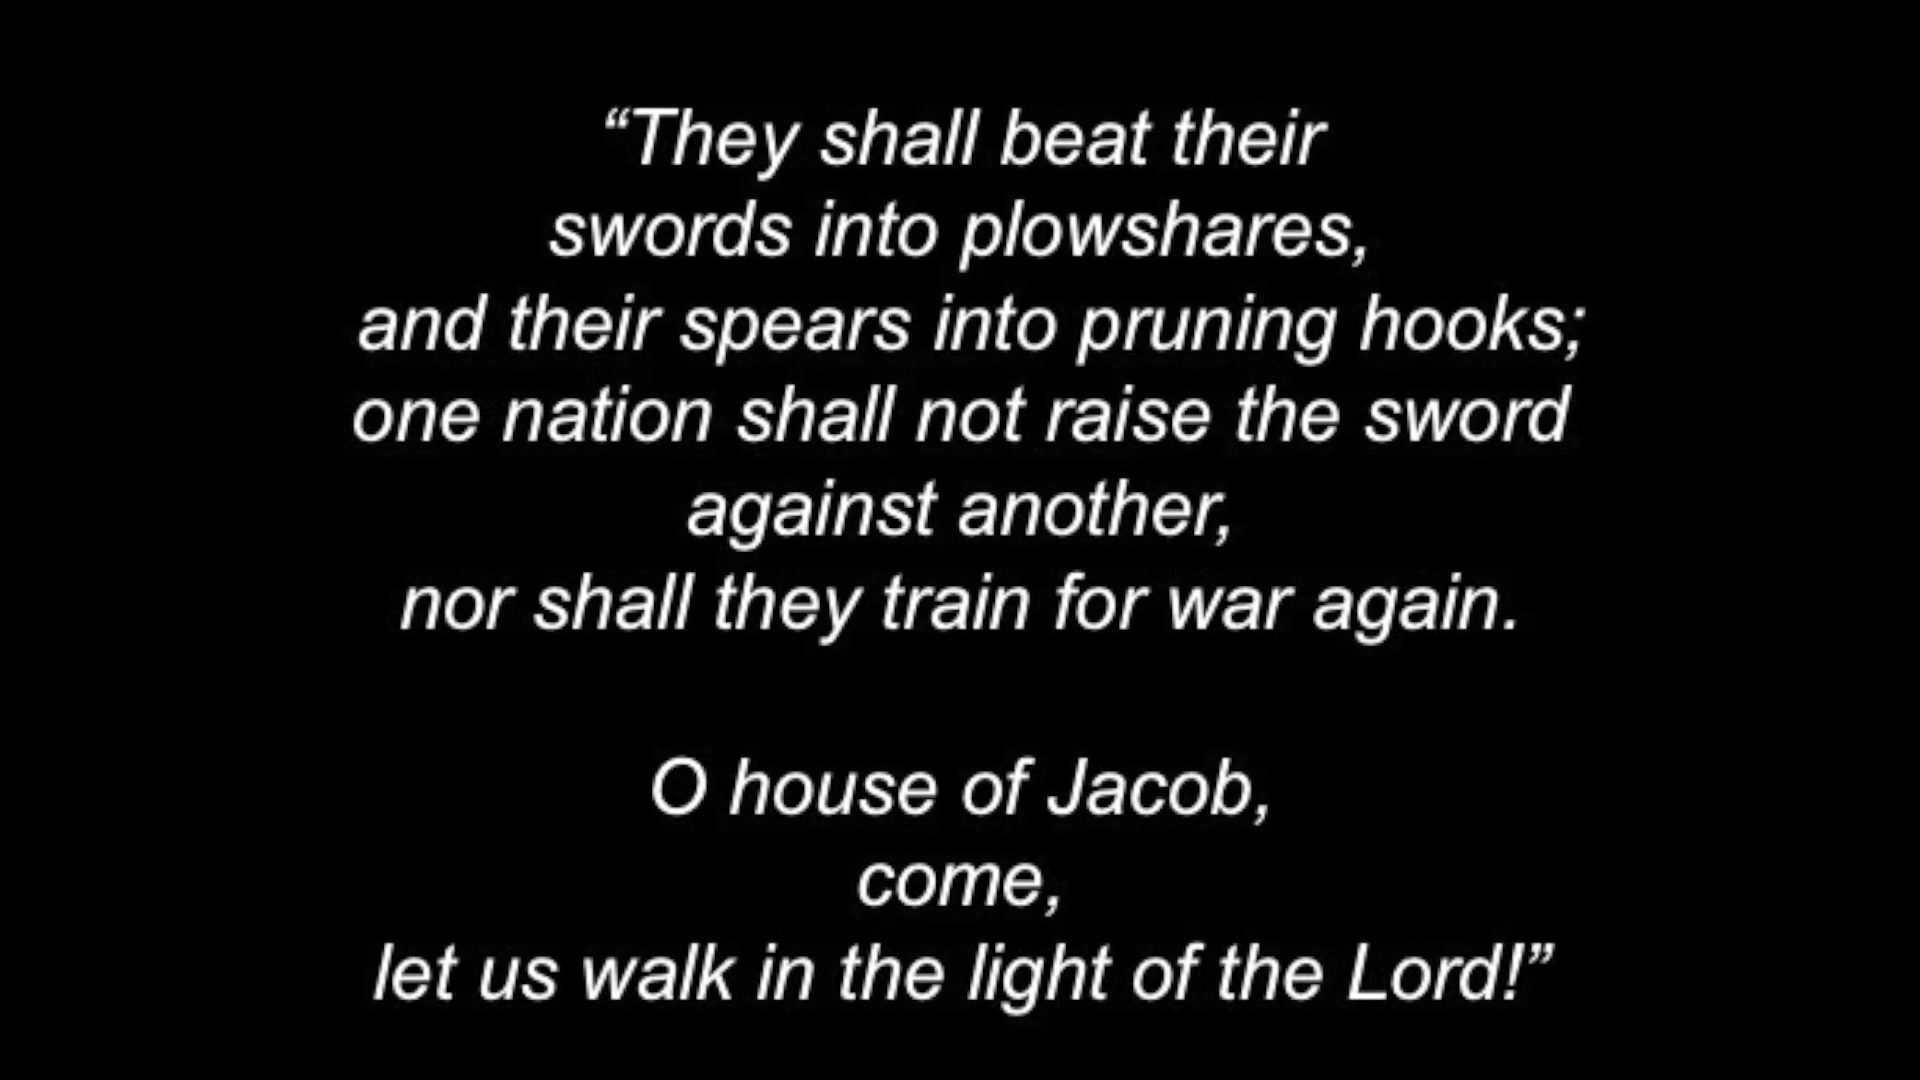 “They shall beat their
swords into plowshares,
and their spears into pruning hooks;
one nation shall not raise the sword
against another,
nor shall they train for war again.
O house of Jacob,
come,
let us walk in the light of the Lord!”